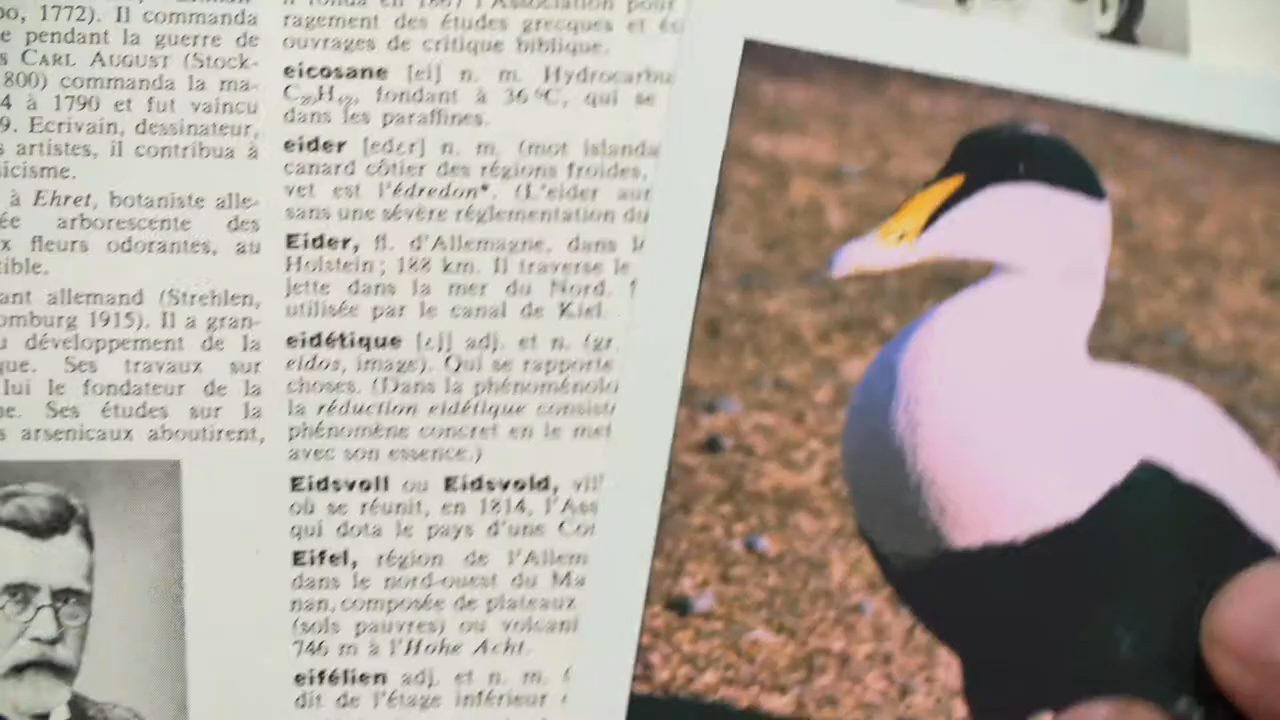 1772). Il commanda
e pendant la guerre de
s CARL AUGUST (Stock-
800) commanda la ma-
4 à 1790 et fut vaincu
9. Ecrivain, dessinateur,
s artistes, il contribua à
sicisme.
à Ehret, botaniste alle-
ée arborescente des
x fleurs odorantes, au
tible.
ant allemand (Strehlen,
omburg 1915). Il a gran-
u développement de la
que. Ses travaux sur
lui le fondateur de la
ne. Ses études sur la
s arsenicaux aboutirent,
l'Association pour
ragement des études grecques et
ouvrages de critique biblique.
eicosane [ei] n. m. Hydrocarbu
C₂₀H₄₂, fondant à 36 °C, qui se
dans les paraffines.
eider [eder] n. m. (mot islanda
canard côtier des régions froides,
vet est l'édredon*. (L'eider aur
sans une sévère réglementation du
Eider, fl. d'Allemagne, dans le
Holstein; 188 km. Il traverse le
jette dans la mer du Nord.
utilisée par le canal de Kiel.
eidétique [ei] adj. et n. (gr.
eidos, image). Qui se rapporte
choses. (Dans la phénoménolo
la réduction eidétique consist
phénomène concret en le met
avec son essence.)
Eidsvoll ou Eidsvold, vill
où se réunit, en 1814, l'Ass
qui dota le pays d'une Con
Eifel, région de l'Allem
dans le nord-ouest du Ma
nan, composée de plateaux
(sols pauvres) ou volcani
746 m à l'Hohe Acht.
eifélien adj. et n. m.
dit de l'étage inférieur